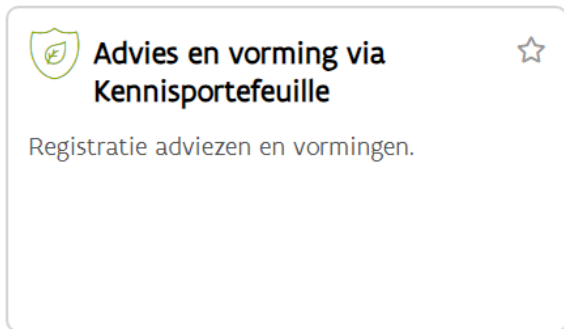 Advies en vorming via
Kennisportefeuille
Registratie adviezen en vormingen.